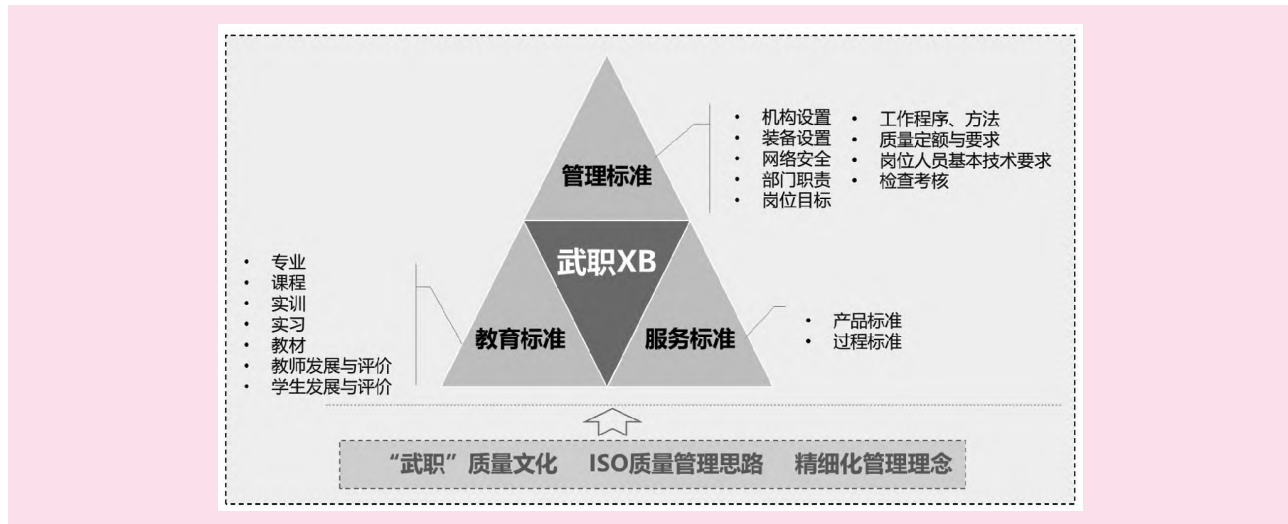 • 机构设置
• 装备设置
• 网络安全
• 部门职责
• 岗位目标
• 工作程序、方法
• 质量定额与要求
• 岗位人员基本技术要求
• 检查考核
管理标准
武职XB
• 专业
• 课程
• 实训
• 实习
• 教材
• 教师发展与评价
• 学生发展与评价
教育标准
服务标准
• 产品标准
• 过程标准
“武职”质量文化 ISO质量管理思路 精细化管理理念